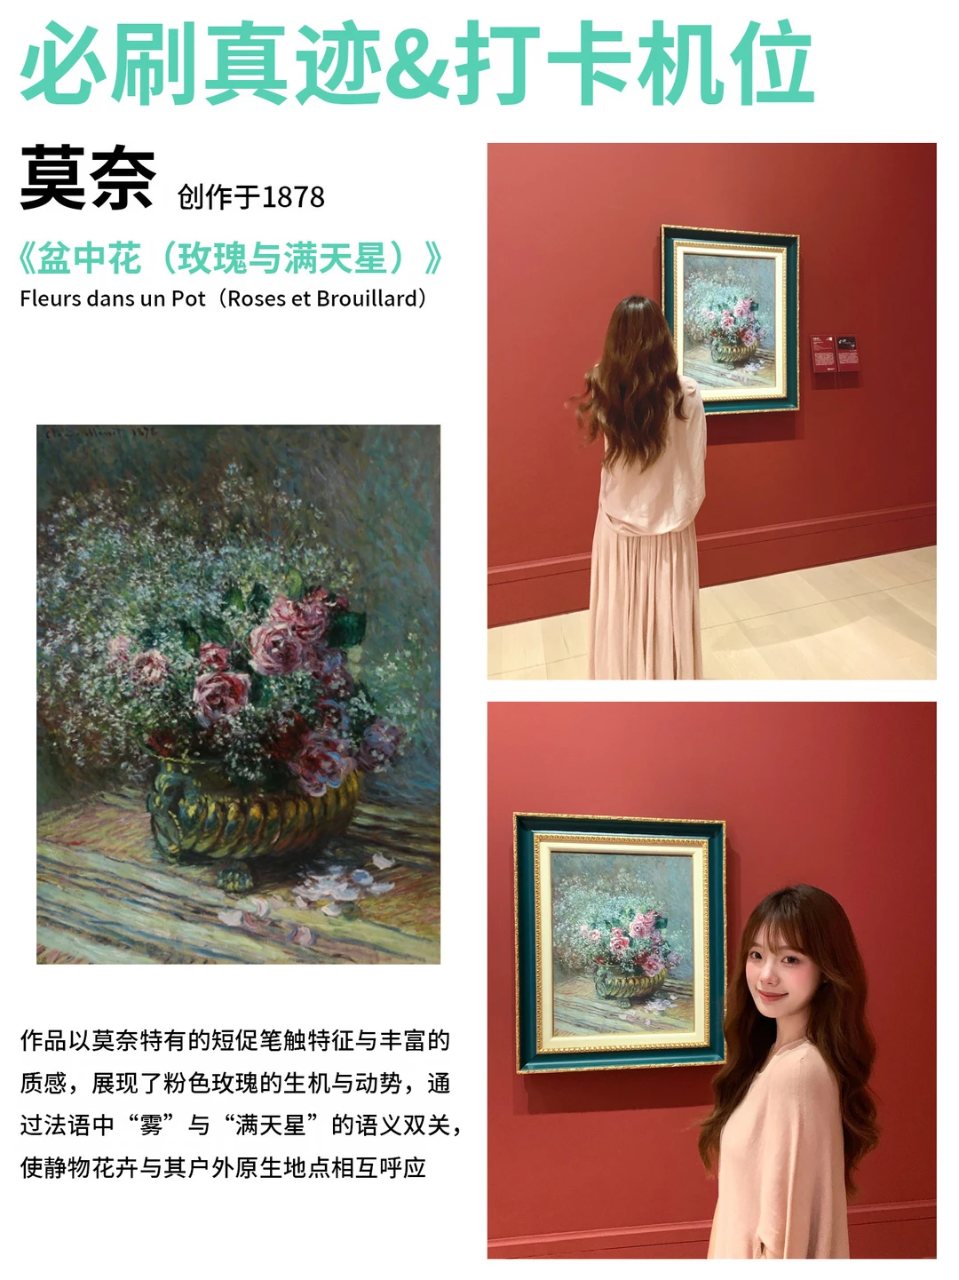 必刷真迹&打卡机位
莫奈 创作于1878
《盆中花（玫瑰与满天星）》
Fleurs dans un Pot（Roses et Brouillard）
作品以莫奈特有的短促笔触特征与丰富的
质感，展现了粉色玫瑰的生机与动势，通
过法语中“雾”与“满天星”的语义双关，
使静物花卉与其户外原生地点相互呼应